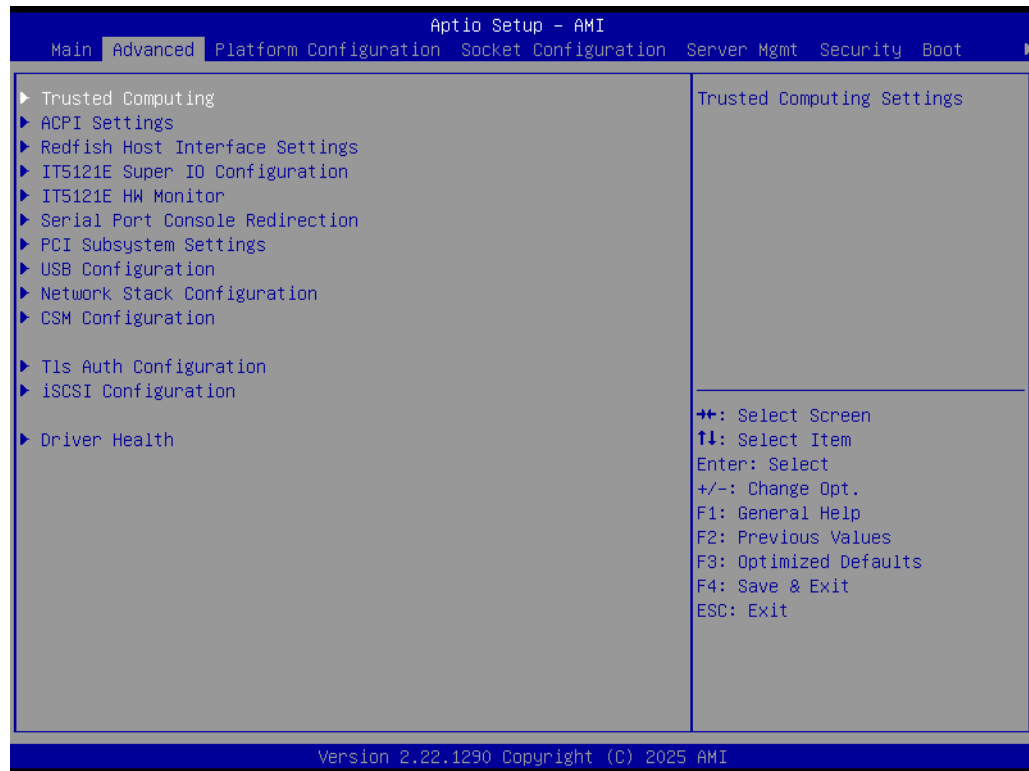 Aptio Setup – AMI
Main Advanced Platform Configuration Socket Configuration Server Mgmt Security Boot
▶ Trusted Computing
▶ ACPI Settings
▶ Redfish Host Interface Settings
▶ IT5121E Super IO Configuration
▶ IT5121E HW Monitor
▶ Serial Port Console Redirection
▶ PCI Subsystem Settings
▶ USB Configuration
▶ Network Stack Configuration
▶ CSM Configuration
▶ Tls Auth Configuration
▶ iSCSI Configuration
▶ Driver Health
Trusted Computing Settings
→←: Select Screen
↑↓: Select Item
Enter: Select
+/-: Change Opt.
F1: General Help
F2: Previous Values
F3: Optimized Defaults
F4: Save & Exit
ESC: Exit
Version 2.22.1290 Copyright (C) 2025 AMI